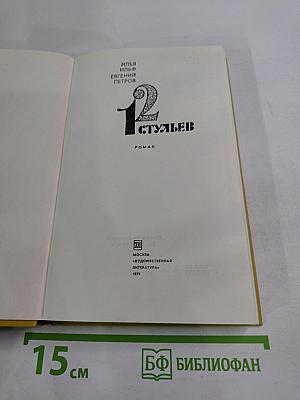 ИЛЬЯ
ИЛЬФ
ЕВГЕНИЙ
ПЕТРОВ
12
СТУЛЬЕВ
РОМАН
МОСКВА
«ХУДОЖЕСТВЕННАЯ
ЛИТЕРАТУРА»
15 см
БФ БИБЛИОФАН